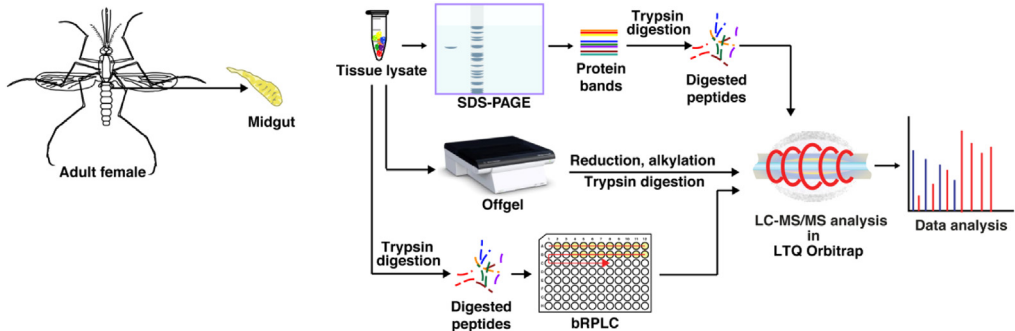 Adult female
Midgut
Tissue lysate
SDS-PAGE
Protein
bands
Trypsin
digestion
Digested
peptides
Offgel
Reduction, alkylation
Trypsin digestion
Trypsin
digestion
Digested
peptides
bRPLC
LC-MS/MS analysis
in
LTQ Orbitrap
Data analysis